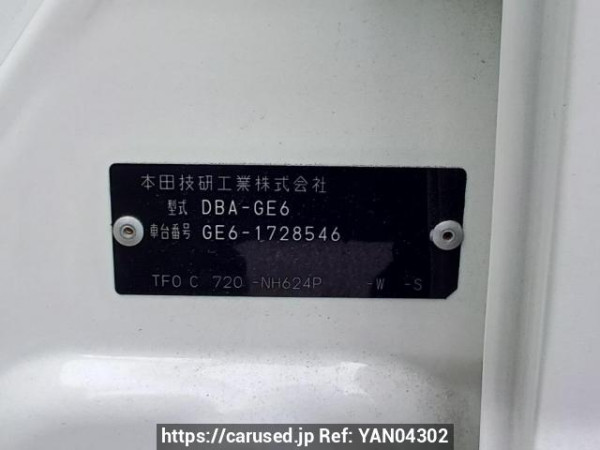 本田技研工業株式会社
型式 DBA-GE6
車台番号 GE6-1728546
TF0 C 720 -NH624P -W -S
https://carused.jp Ref: YAN04302